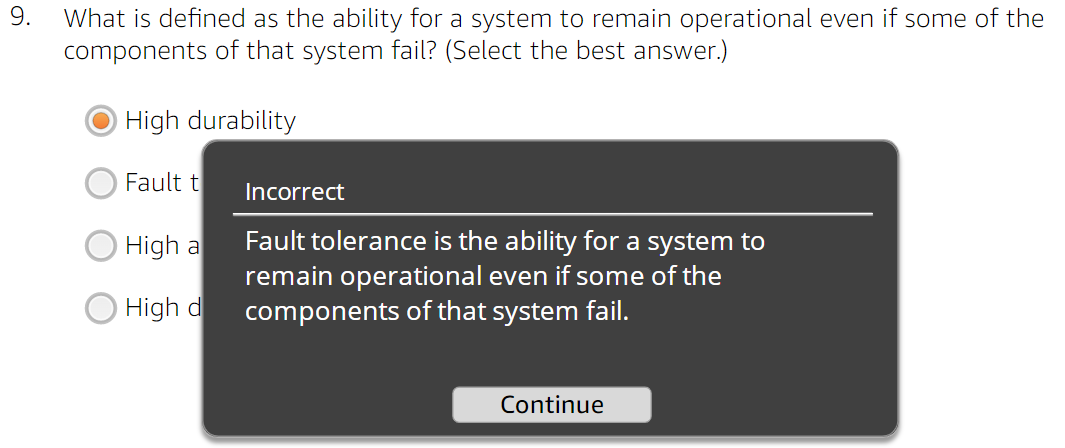 9. What is defined as the ability for a system to remain operational even if some of the
components of that system fail? (Select the best answer.)
High durability
Fault t
High a
High d
Incorrect
Fault tolerance is the ability for a system to
remain operational even if some of the
components of that system fail.
Continue